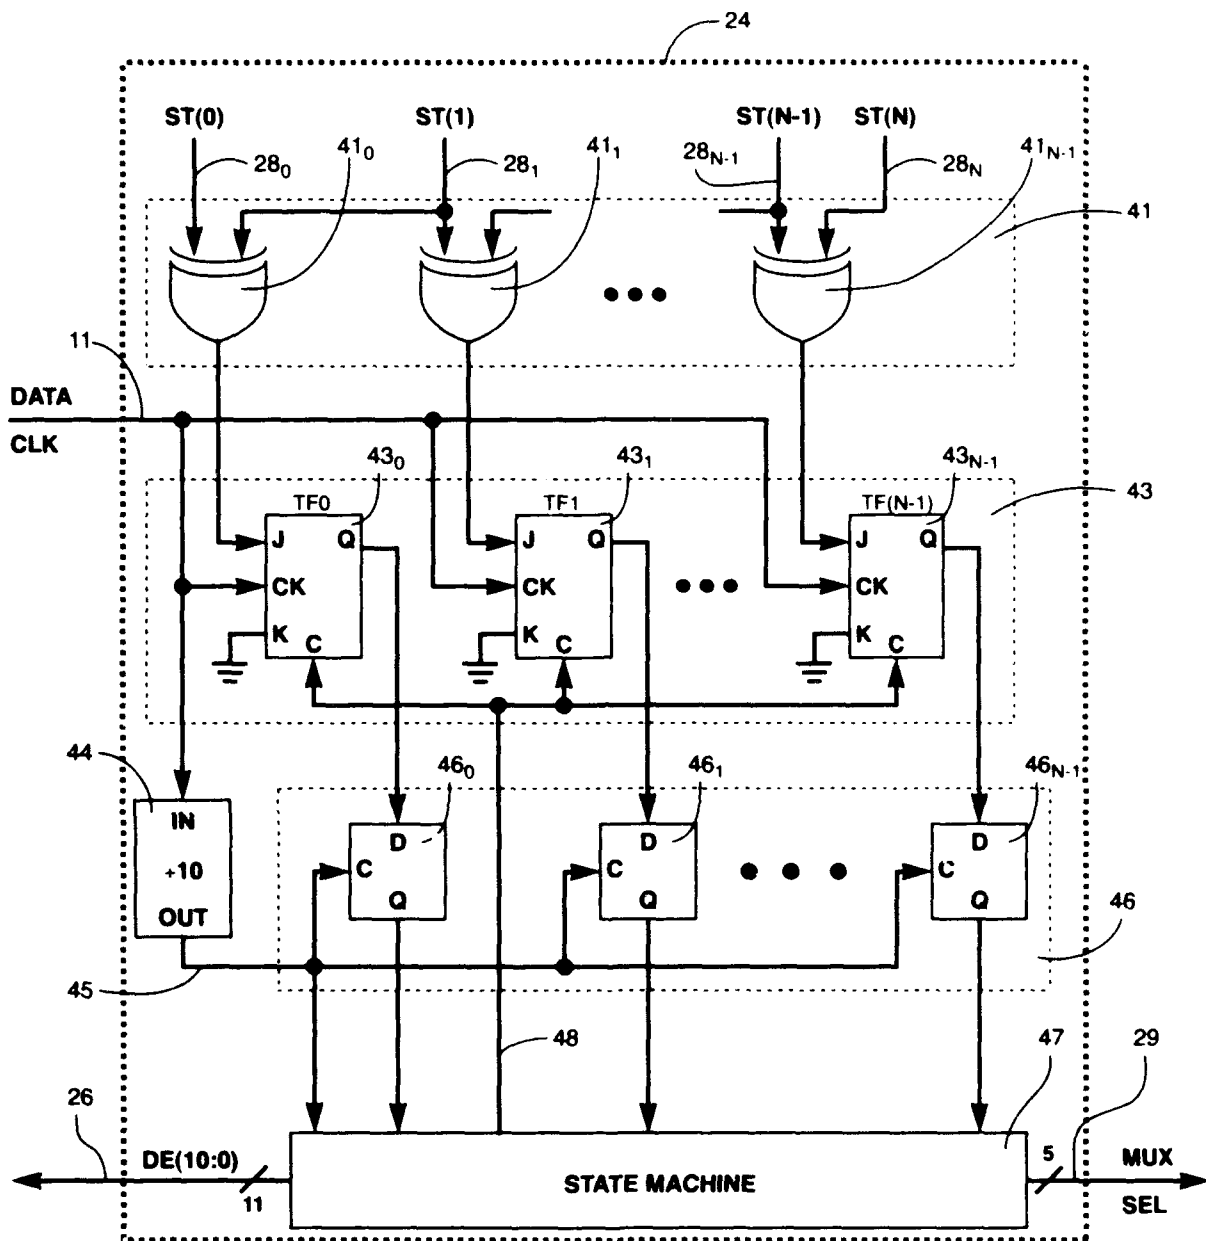 24
ST(0) ST(1) ST(N-1) ST(N)
28₀ 41₀ 28₁ 41₁ 28N-1 28N 41N-1
41
11
DATA
CLK
43₀ 43₁ 43N-1
43
TF0 TF1 TF(N-1)
J Q J Q J Q
CK CK CK
K K K
C C C
44 46₀ 46₁ 46N-1
IN
÷10
OUT
D D D
C C C
Q Q Q
46
45
48 47 29
26
DE(10:0)
11
STATE MACHINE
5
MUX
SEL